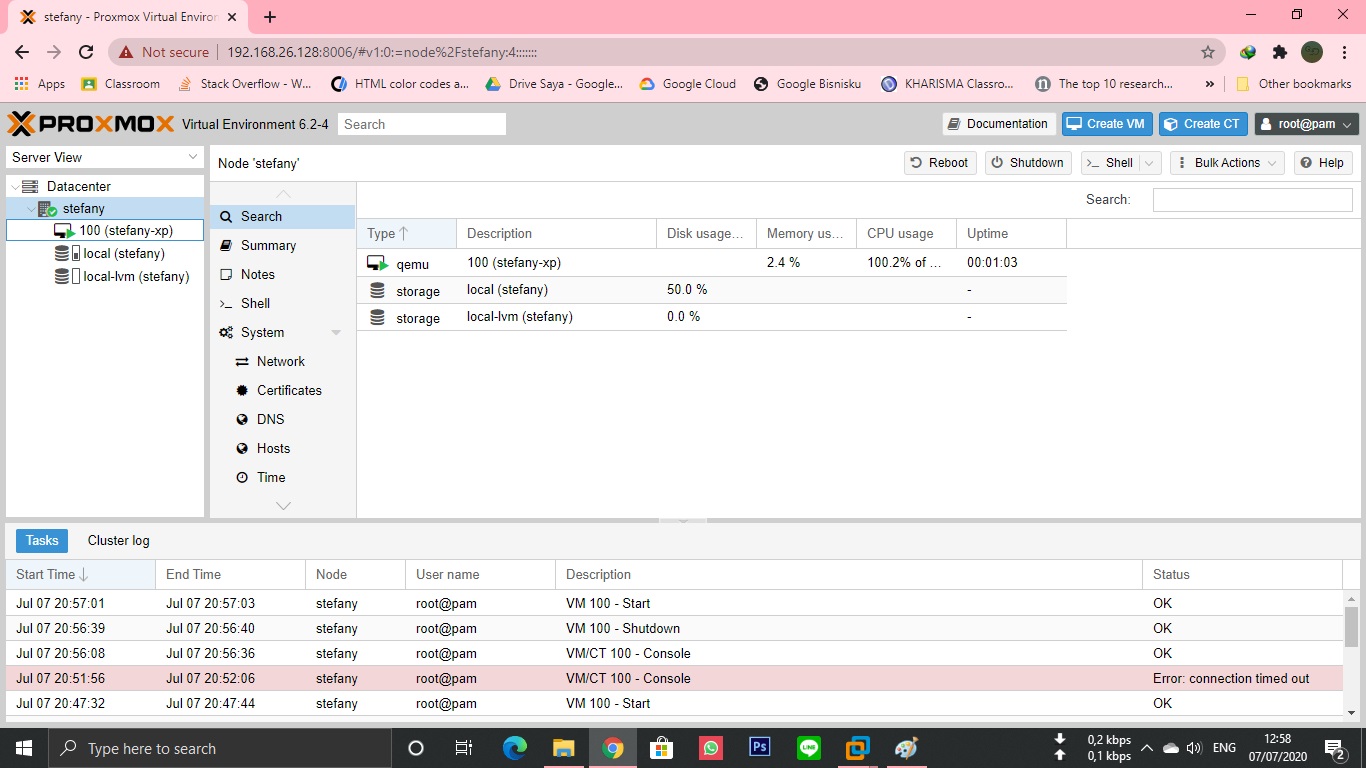 stefany - Proxmox Virtual Enviror
Not secure 192.168.26.128:8006/#v1:0:=node%2Fstefany:4:::::::
Apps Classroom Stack Overflow - W... HTML color codes a... Drive Saya - Google... Google Cloud Google Bisnisku KHARISMA Classro... The top 10 research... » Other bookmarks
PROXMOX Virtual Environment 6.2-4 Search Documentation Create VM Create CT root@pam
Server View
Datacenter
stefany
100 (stefany-xp)
local (stefany)
local-lvm (stefany)
Node 'stefany' Reboot Shutdown Shell Bulk Actions Help
Search
Summary
Notes
Shell
System
Network
Certificates
DNS
Hosts
Time
Search:
Type Description Disk usage... Memory us... CPU usage Uptime
qemu 100 (stefany-xp) 2.4 % 100.2% of ... 00:01:03
storage local (stefany) 50.0 % -
storage local-lvm (stefany) 0.0 % -
Tasks Cluster log
Start Time End Time Node User name Description Status
Jul 07 20:57:01 Jul 07 20:57:03 stefany root@pam VM 100 - Start OK
Jul 07 20:56:39 Jul 07 20:56:40 stefany root@pam VM 100 - Shutdown OK
Jul 07 20:56:08 Jul 07 20:56:36 stefany root@pam VM/CT 100 - Console OK
Jul 07 20:51:56 Jul 07 20:52:06 stefany root@pam VM/CT 100 - Console Error: connection timed out
Jul 07 20:47:32 Jul 07 20:47:44 stefany root@pam VM 100 - Start OK
Type here to search Ps LINE 0,2 kbps ENG 12:58
0,1 kbps 07/07/2020 2